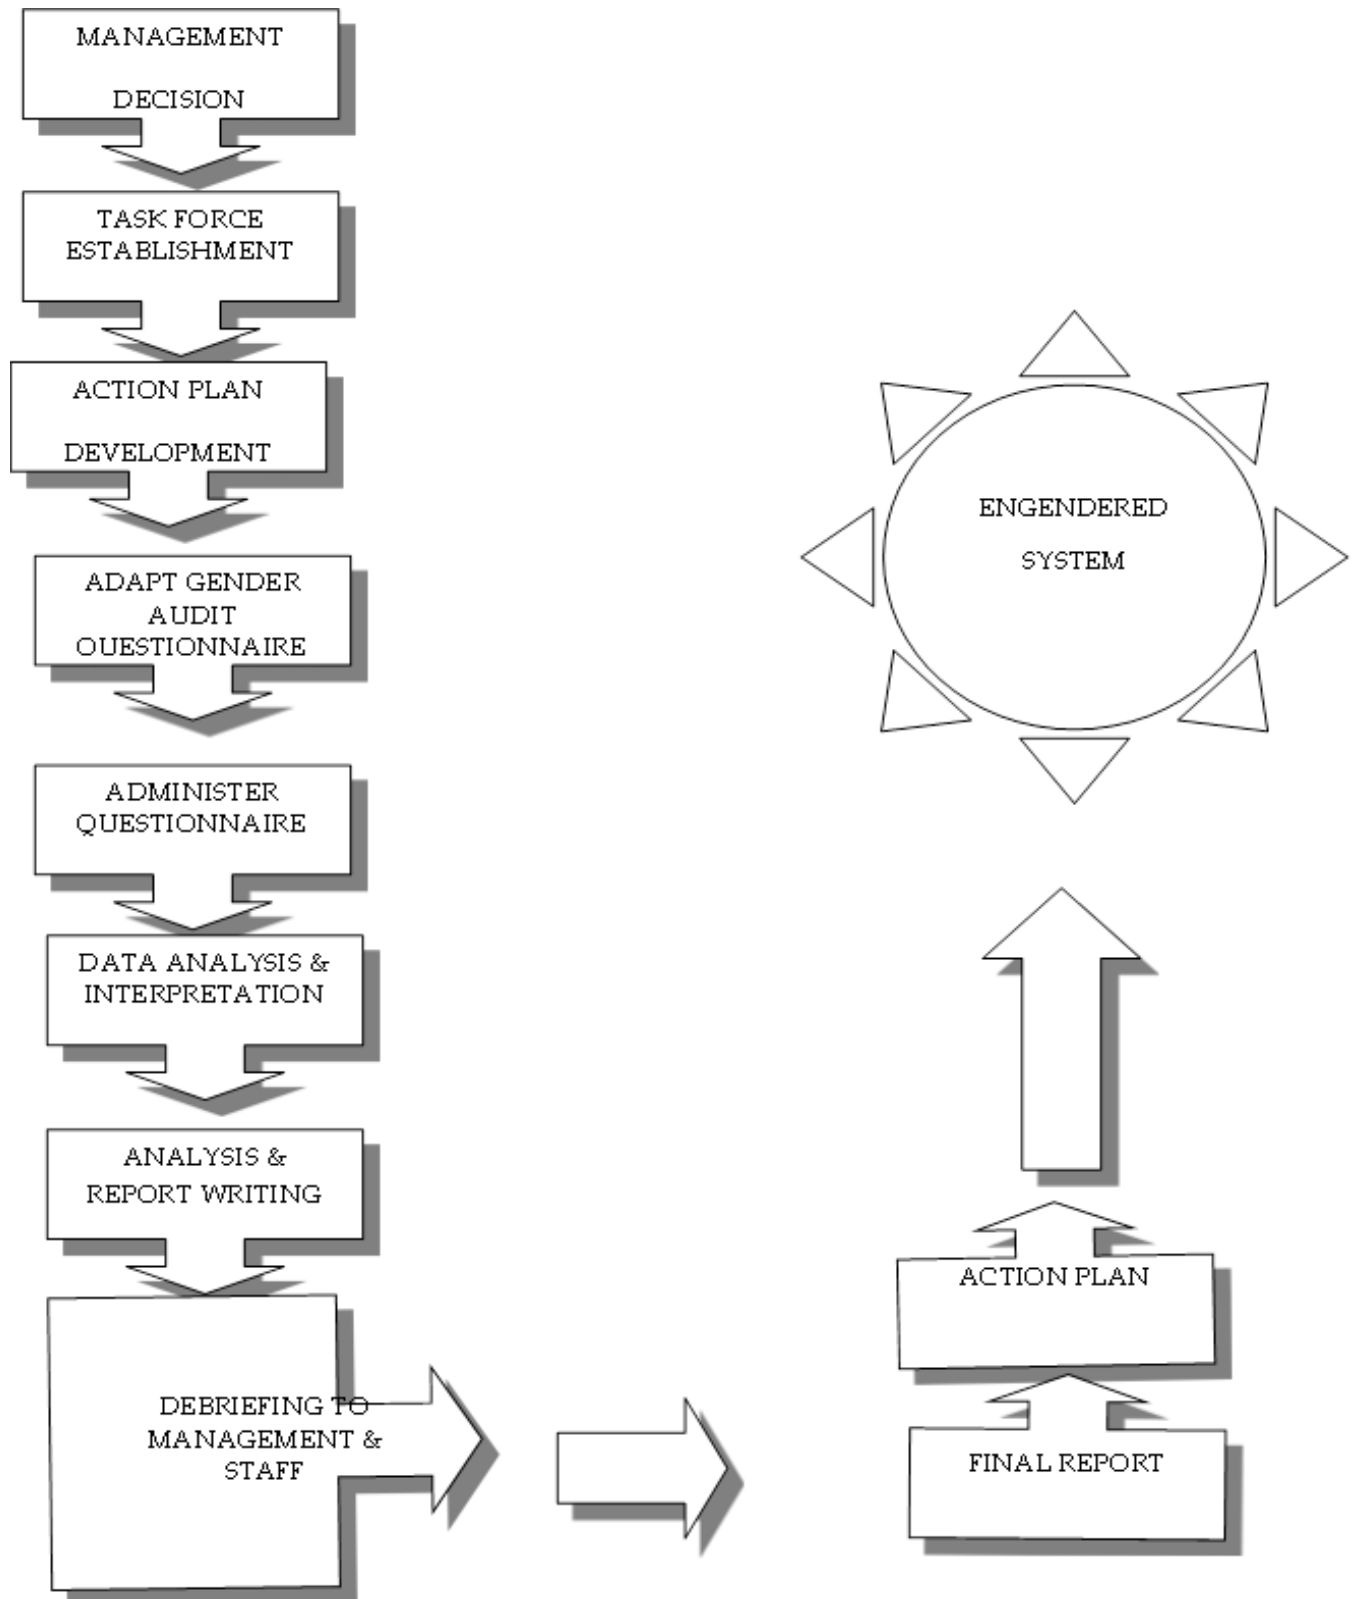 MANAGEMENT
DECISION
TASK FORCE
ESTABLISHMENT
ACTION PLAN
DEVELOPMENT
ADAPT GENDER
AUDIT
OUESTIONNAIRE
ADMINISTER
QUESTIONNAIRE
DATA ANALYSIS &
INTERPRETATION
ANALYSIS &
REPORT WRITING
DEBRIEFING TO
MANAGEMENT &
STAFF
FINAL REPORT
ACTION PLAN
ENGENDERED
SYSTEM